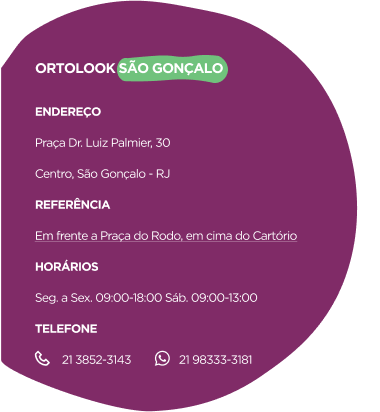 ORTOLOOK SÃO GONÇALO
ENDEREÇO
Praça Dr. Luiz Palmier, 30
Centro, São Gonçalo - RJ
REFERÊNCIA
Em frente a Praça do Rodo, em cima do Cartório
HORÁRIOS
Seg. a Sex. 09:00-18:00 Sáb. 09:00-13:00
TELEFONE
21 3852-3143 21 98333-3181